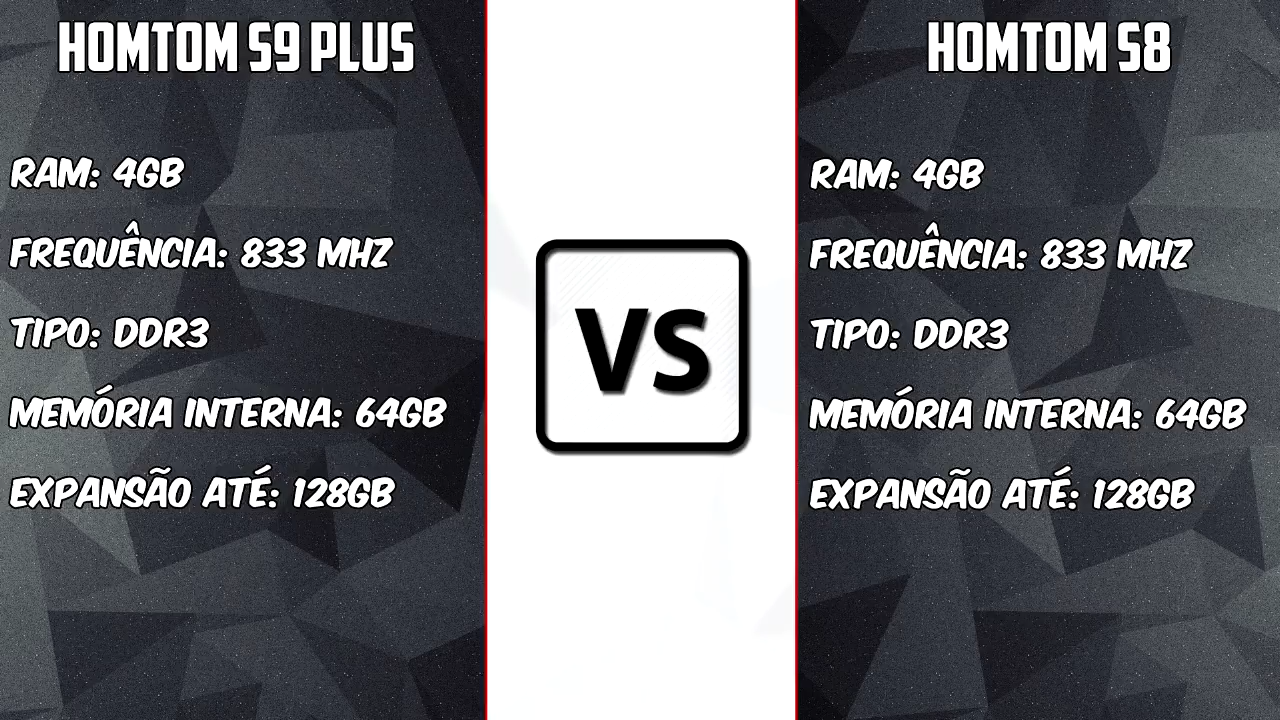 HOMTOM S9 PLUS
RAM: 4GB
FREQUÊNCIA: 833 MHZ
TIPO: DDR3
MEMÓRIA INTERNA: 64GB
EXPANSÃO ATÉ: 128GB
VS
HOMTOM S8
RAM: 4GB
FREQUÊNCIA: 833 MHZ
TIPO: DDR3
MEMÓRIA INTERNA: 64GB
EXPANSÃO ATÉ: 128GB